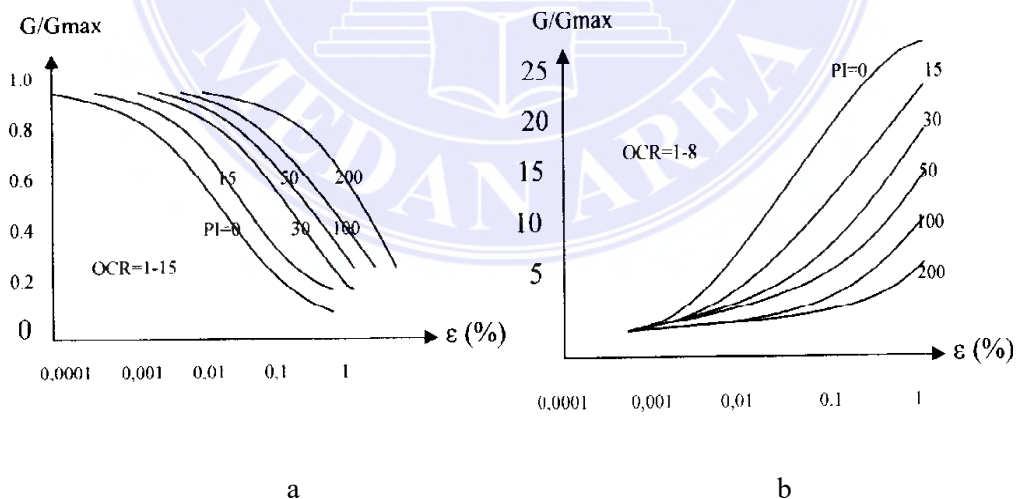 G/Gmax
1.0
0.8
0.6
0.4
0.2
0
15
50
200
PI=0
30
100
OCR=1-15
ε (%)
0,0001 0,001 0,01 0,1 1
a
G/Gmax
25
20
15
10
5
PI=0
15
30
50
100
200
OCR=1-8
ε (%)
0,0001 0,001 0,01 0.1 1
b
MEDAN AREA